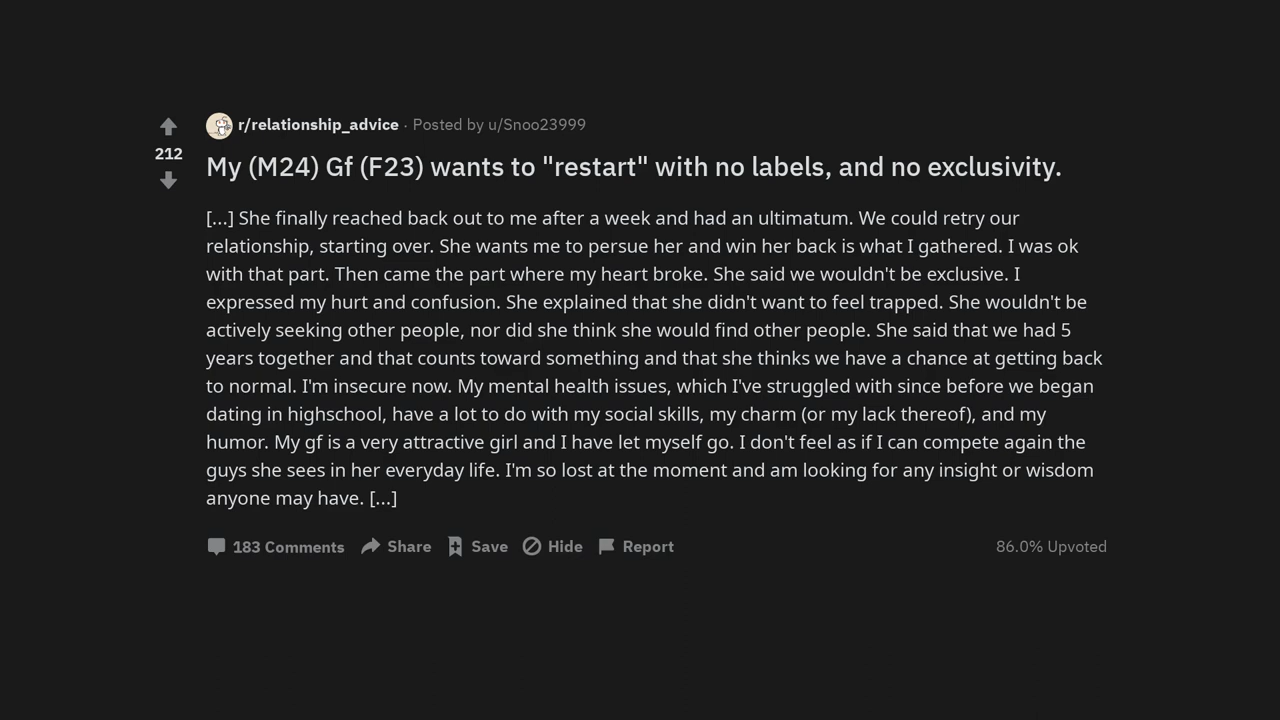 r/relationship_advice · Posted by u/Snoo23999
212
My (M24) Gf (F23) wants to "restart" with no labels, and no exclusivity.
[...] She finally reached back out to me after a week and had an ultimatum. We could retry our
relationship, starting over. She wants me to persue her and win her back is what I gathered. I was ok
with that part. Then came the part where my heart broke. She said we wouldn't be exclusive. I
expressed my hurt and confusion. She explained that she didn't want to feel trapped. She wouldn't be
actively seeking other people, nor did she think she would find other people. She said that we had 5
years together and that counts toward something and that she thinks we have a chance at getting back
to normal. I'm insecure now. My mental health issues, which I've struggled with since before we began
dating in highschool, have a lot to do with my social skills, my charm (or my lack thereof), and my
humor. My gf is a very attractive girl and I have let myself go. I don't feel as if I can compete again the
guys she sees in her everyday life. I'm so lost at the moment and am looking for any insight or wisdom
anyone may have. [...]
183 Comments Share Save Hide Report 86.0% Upvoted